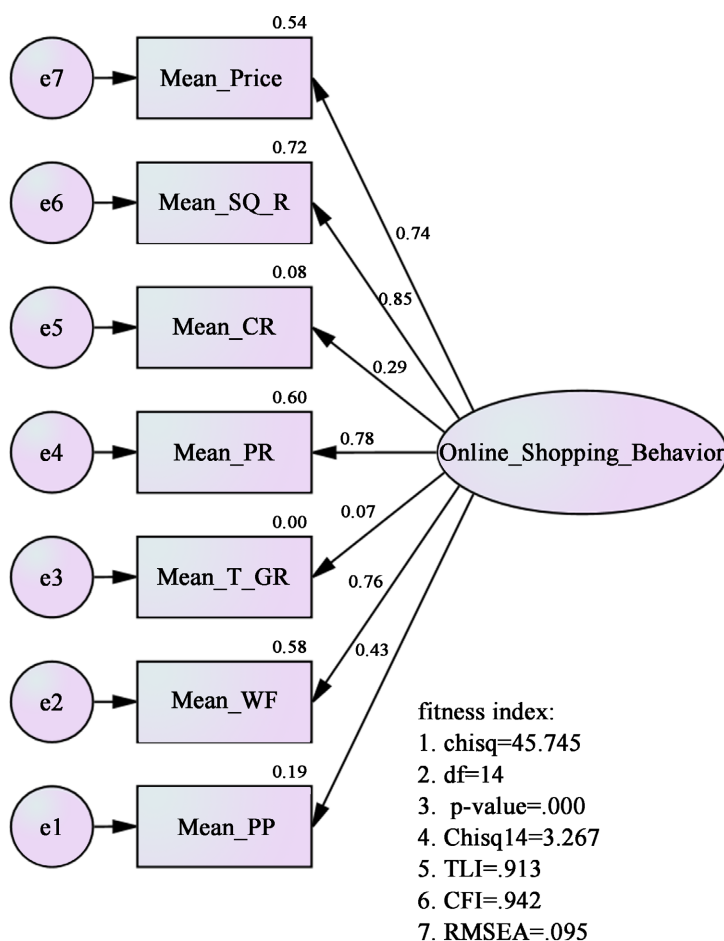 0.54
e7 Mean_Price
0.72
e6 Mean_SQ_R
0.74
0.08
0.85
e5 Mean_CR
0.29
0.60
e4 Mean_PR 0.78 Online_Shopping_Behavior
0.00
0.07
e3 Mean_T_GR
0.76
0.58
0.43
e2 Mean_WF
0.19
e1 Mean_PP
fitness index:
1. chisq=45.745
2. df=14
3. p-value=.000
4. Chisq14=3.267
5. TLI=.913
6. CFI=.942
7. RMSEA=.095